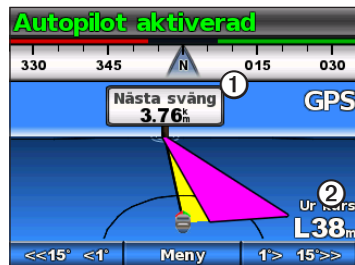 Autopilot aktiverad
330 345 N 015 030
①
Nästa sväng
3.76km
GPS
②
Ur kurs
L38m
<<15° <1° Meny 1°> 15°>>